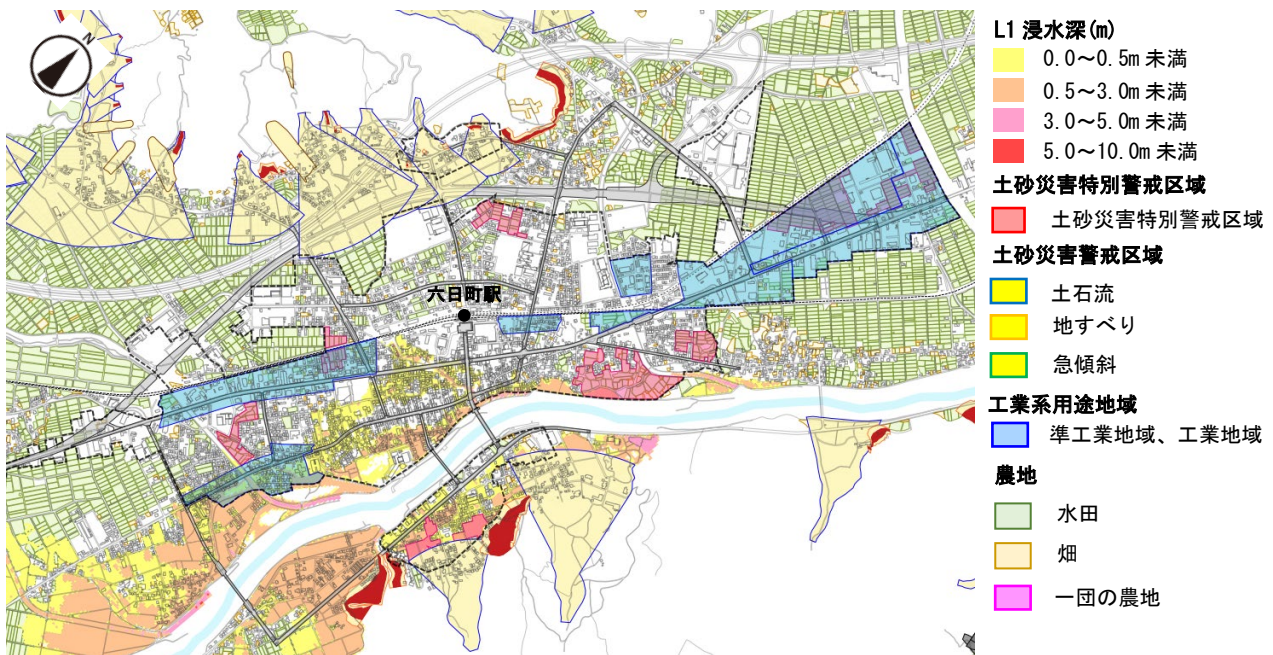 N
六日町駅
L1 浸水深(m)
0.0～0.5m 未満
0.5～3.0m 未満
3.0～5.0m 未満
5.0～10.0m 未満
土砂災害特別警戒区域
土砂災害特別警戒区域
土砂災害警戒区域
土石流
地すべり
急傾斜
工業系用途地域
準工業地域、工業地域
農地
水田
畑
一団の農地